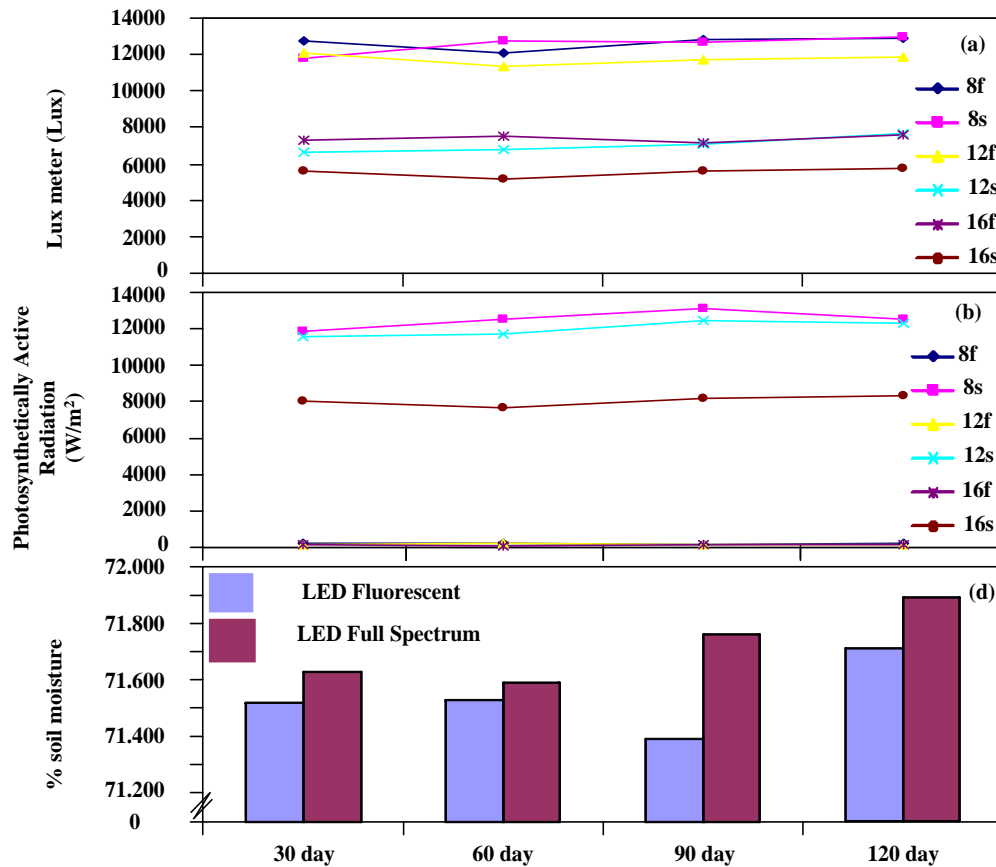 14000
12000
10000
8000
6000
4000
2000
0
Lux meter (Lux)
(a)
8f
8s
12f
12s
16f
16s
14000
12000
10000
8000
6000
4000
2000
0
Photosynthetically Active
Radiation
(W/m²)
(b)
8f
8s
12f
12s
16f
16s
72.000
71.800
71.600
71.400
71.200
0
% soil moisture
LED Fluorescent
LED Full Spectrum
(d)
30 day
60 day
90 day
120 day